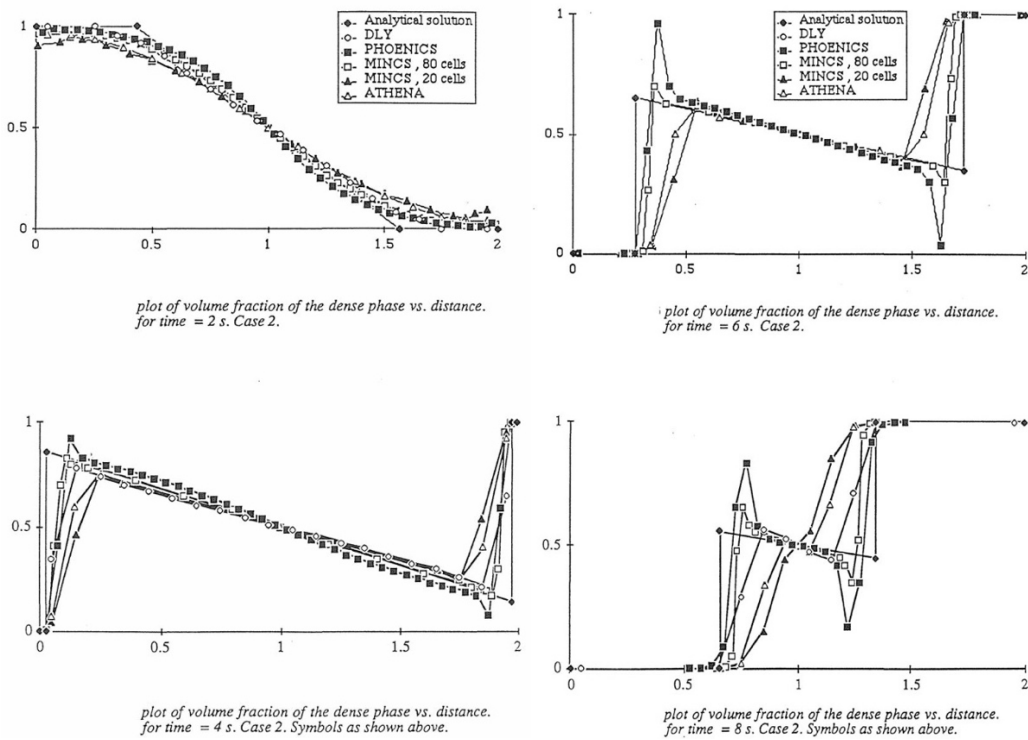 Analytical solution
DLY
PHOENICS
MINCS, 80 cells
MINCS, 20 cells
ATHENA
1
0.5
0
0
0.5
1
1.5
2
plot of volume fraction of the dense phase vs. distance.
for time = 2 s. Case 2.
Analytical solution
DLY
PHOENICS
MINCS, 80 cells
MINCS, 20 cells
ATHENA
1
0.5
0
0
0.5
1
1.5
2
plot of volume fraction of the dense phase vs. distance.
for time = 6 s. Case 2.
1
0.5
0
0
0.5
1
1.5
2
plot of volume fraction of the dense phase vs. distance.
for time = 4 s. Case 2. Symbols as shown above.
1
0.5
0
0
0.5
1
1.5
2
plot of volume fraction of the dense phase vs. distance.
for time = 8 s. Case 2. Symbols as shown above.